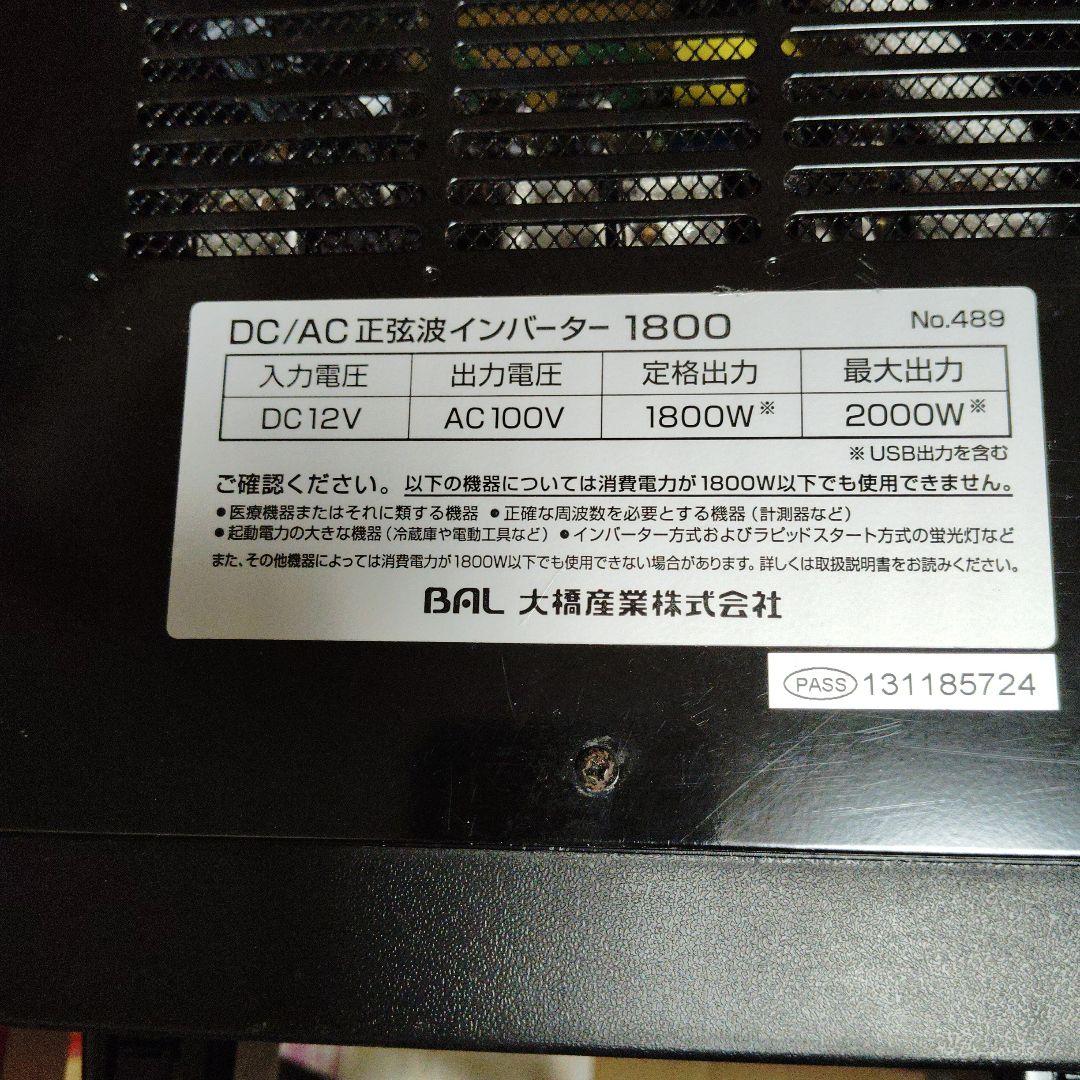 DC/AC 正弦波インバーター 1800 No.489
入力電圧 出力電圧 定格出力 最大出力
DC12V AC100V 1800W※ 2000W※
※USB出力を含む
ご確認ください。以下の機器については消費電力が1800W以下でも使用できません。
●医療機器またはそれに類する機器 ●正確な周波数を必要とする機器（計測器など）
●起動電力の大きな機器（冷蔵庫や電動工具など） ●インバーター方式およびラピッドスタート方式の蛍光灯など
また、その他機器によっては消費電力が1800W以下でも使用できない場合があります。詳しくは取扱説明書をお読みください。
BAL 大橋産業株式会社
PASS 131185724